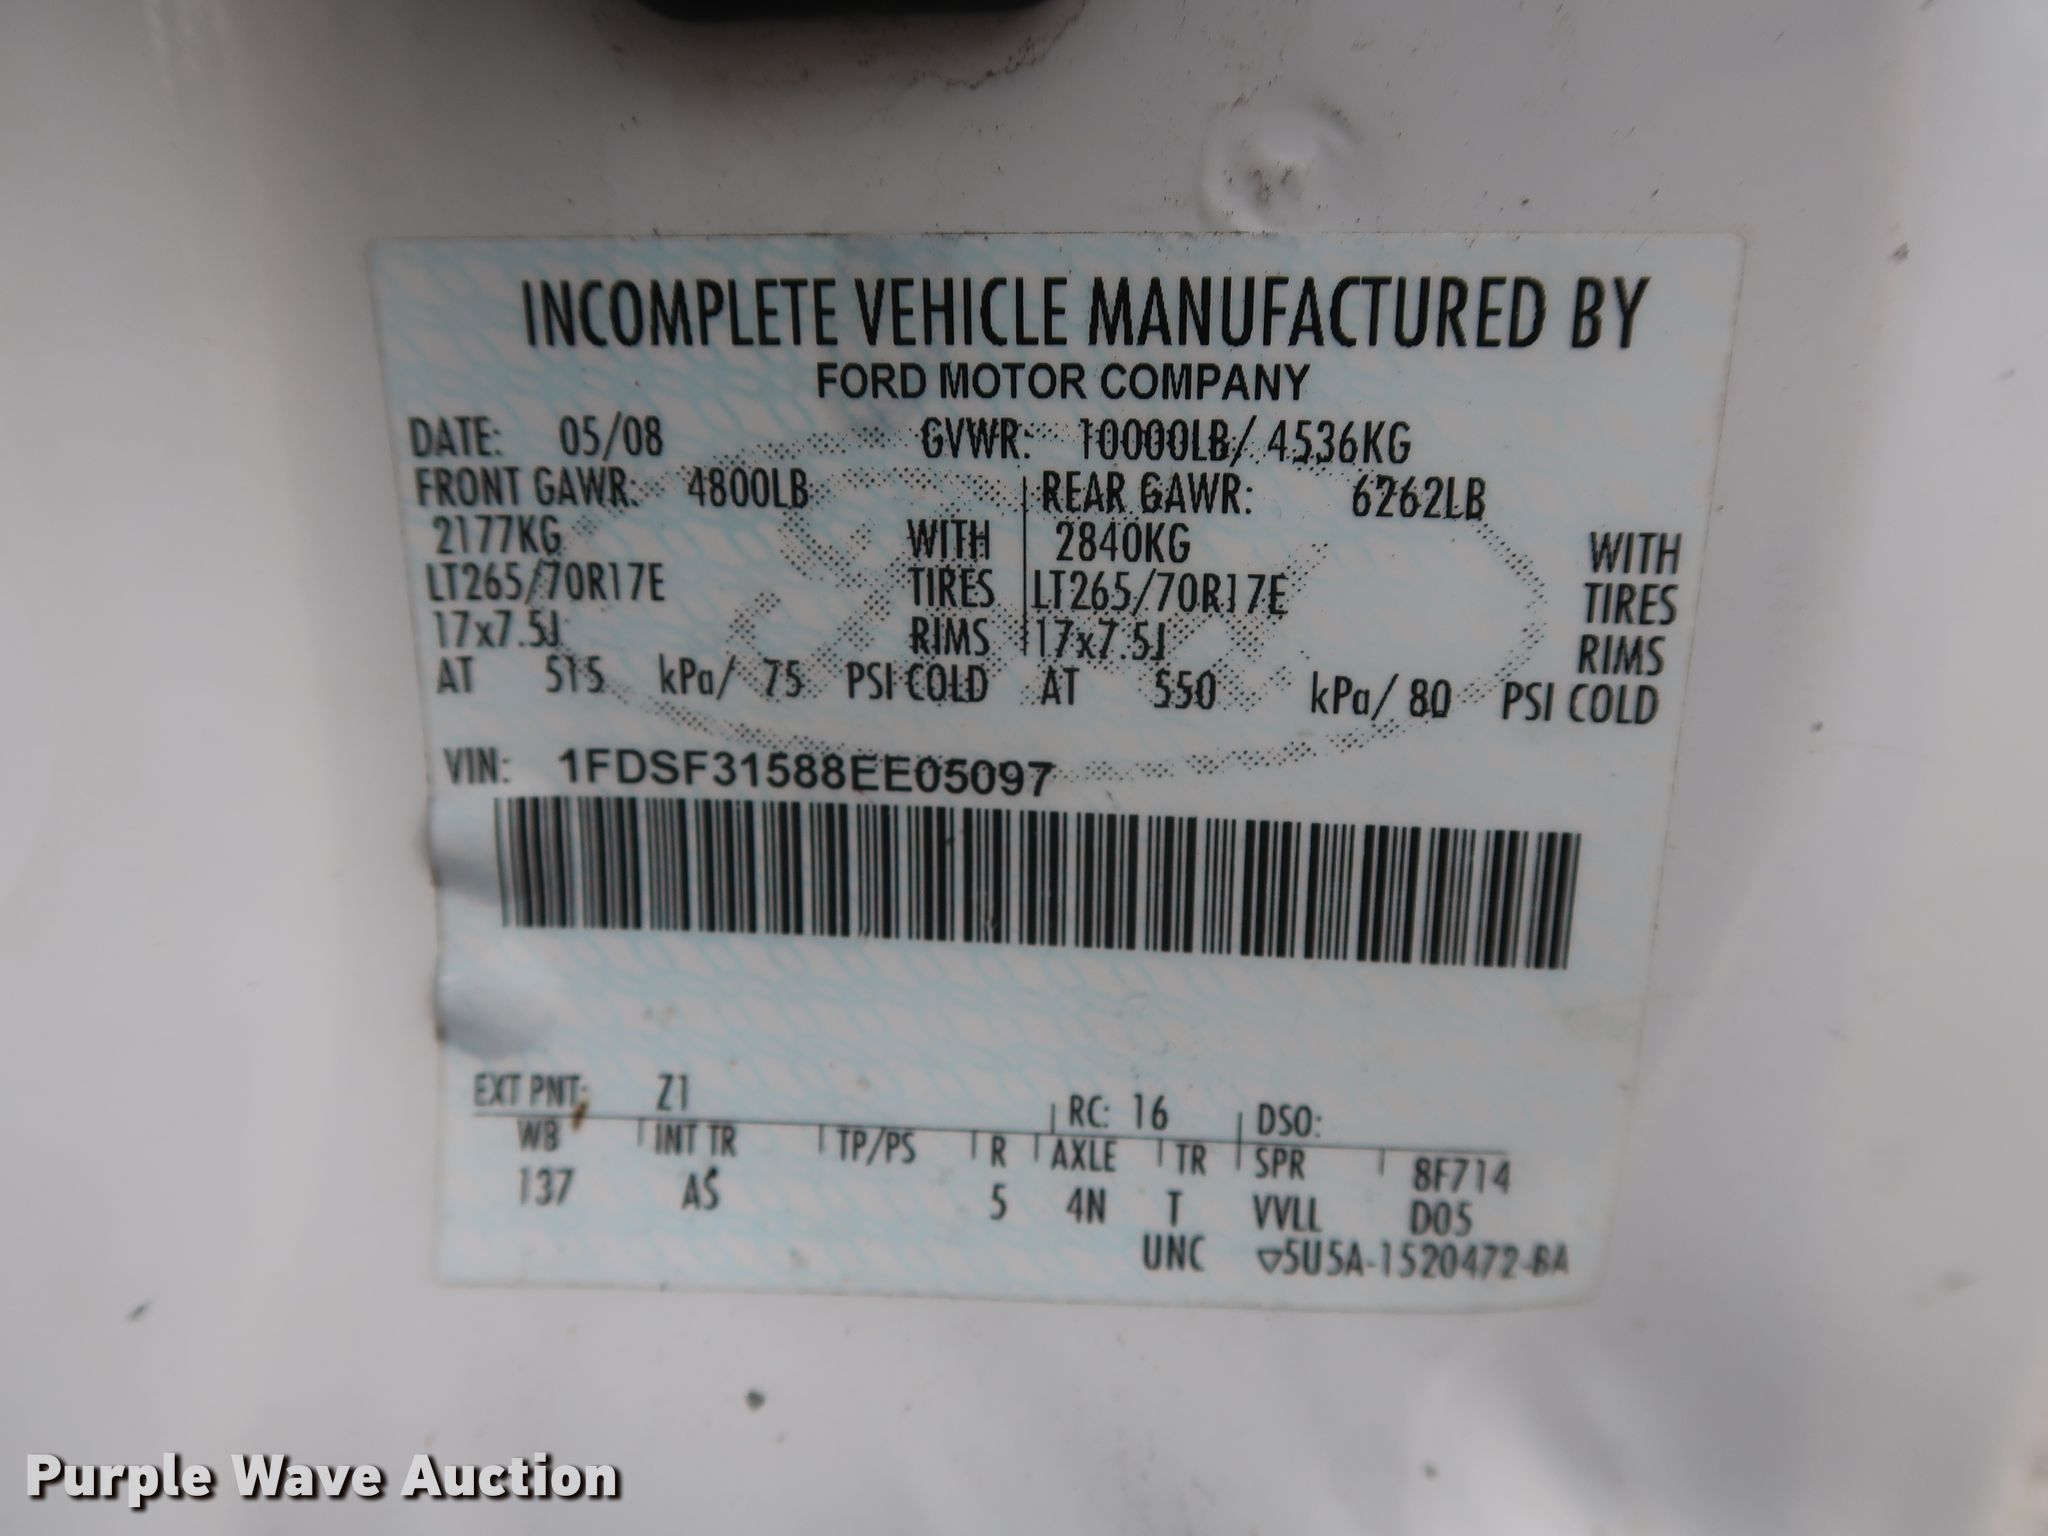 INCOMPLETE VEHICLE MANUFACTURED BY
FORD MOTOR COMPANY
DATE: 05/08 GVWR: 10000LB/ 4536KG
FRONT GAWR: 4800LB REAR GAWR: 6262LB
2177KG WITH 2840KG WITH
LT265/70R17E TIRES LT265/70R17E TIRES
17x7.5J RIMS 17x7.5J RIMS
AT 515 kPa/ 75 PSI COLD AT 550 kPa/ 80 PSI COLD
VIN: 1FDSF31588EE05097
EXT PNT: Z1 RC: 16 DSO:
WB INT TR TP/PS R AXLE TR SPR 8F714
137 AS 5 4N T VVLL D05
UNC ▽5U5A-1520472-BA
Purple Wave Auction